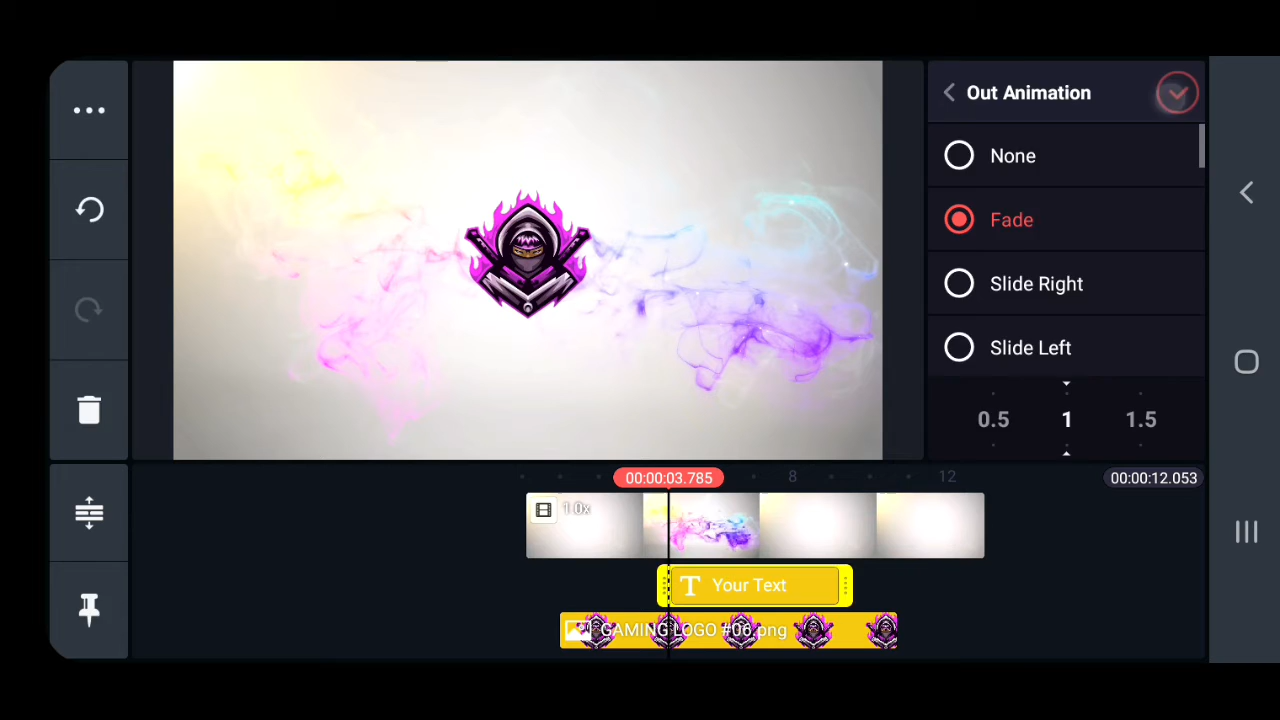 Out Animation
None
Fade
Slide Right
Slide Left
0.5 1 1.5
00:00:03.785 8 12 00:00:12.053
1.0x
T Your Text
GAMING LOGO #06.png